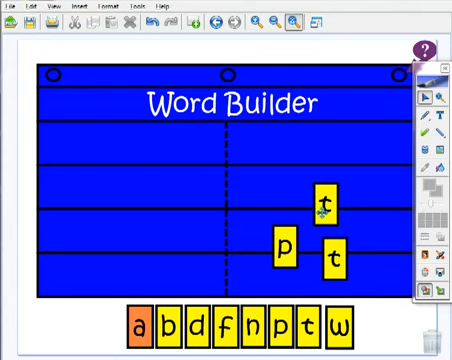 File Edit View Insert Format Tools Help
?
T
Word Builder
t
p t
a b d f n p t w